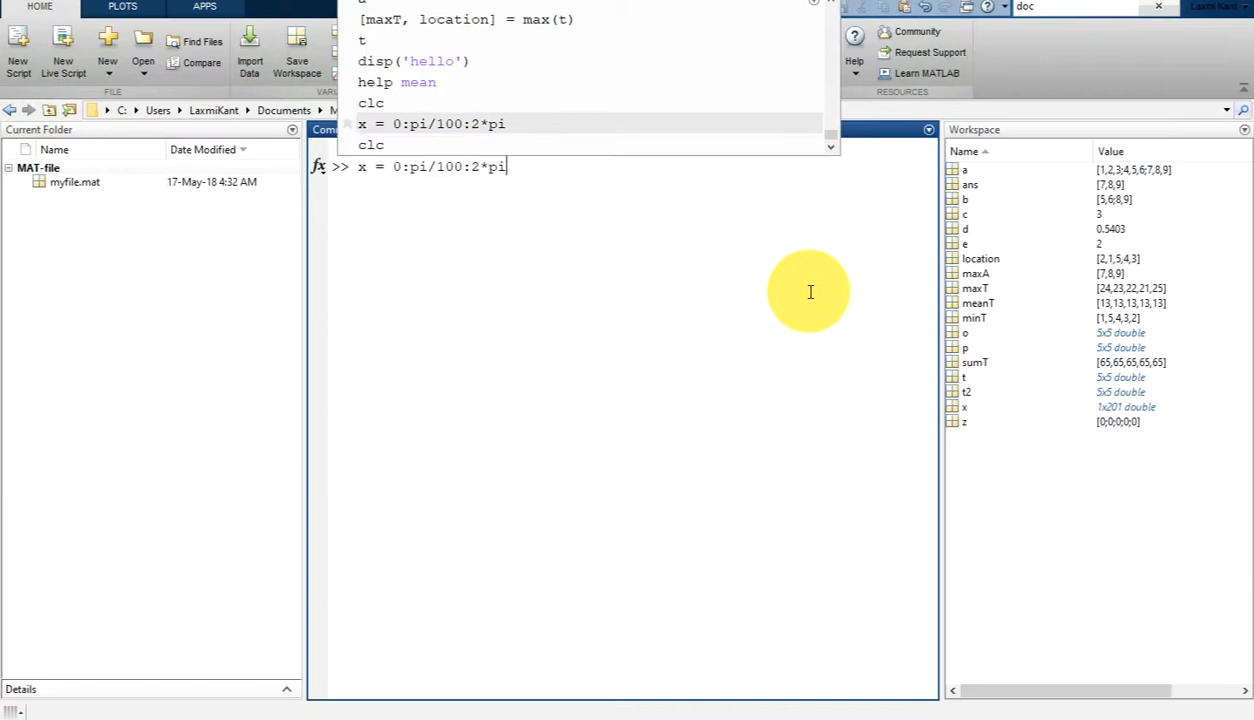 HOME
PLOTS
APPS
doc
Laxmi Kant
New Script
New Live Script
New
Open
Find Files
Compare
Import Data
Save Workspace
Help
Community
Request Support
Learn MATLAB
FILE
VARI
RESOURCES
[maxT, location] = max(t)
t
disp('hello')
help mean
clc
x = 0:pi/100:2*pi
clc
C: Users LaxmiKant Documents M
Current Folder
Com
Workspace
Name
Date Modified
MAT-file
myfile.mat 17-May-18 4:32 AM
fx >> x = 0:pi/100:2*pi
Name Value
a [1,2,3;4,5,6;7,8,9]
ans [7,8,9]
b [5,6;8,9]
c 3
d 0.5403
e 2
location [2,1,5,4,3]
maxA [7,8,9]
maxT [24,23,22,21,25]
meanT [13,13,13,13,13]
minT [1,5,4,3,2]
o 5x5 double
p 5x5 double
sumT [65,65,65,65,65]
t 5x5 double
t2 5x5 double
x 1x201 double
z [0;0;0;0;0]
Details